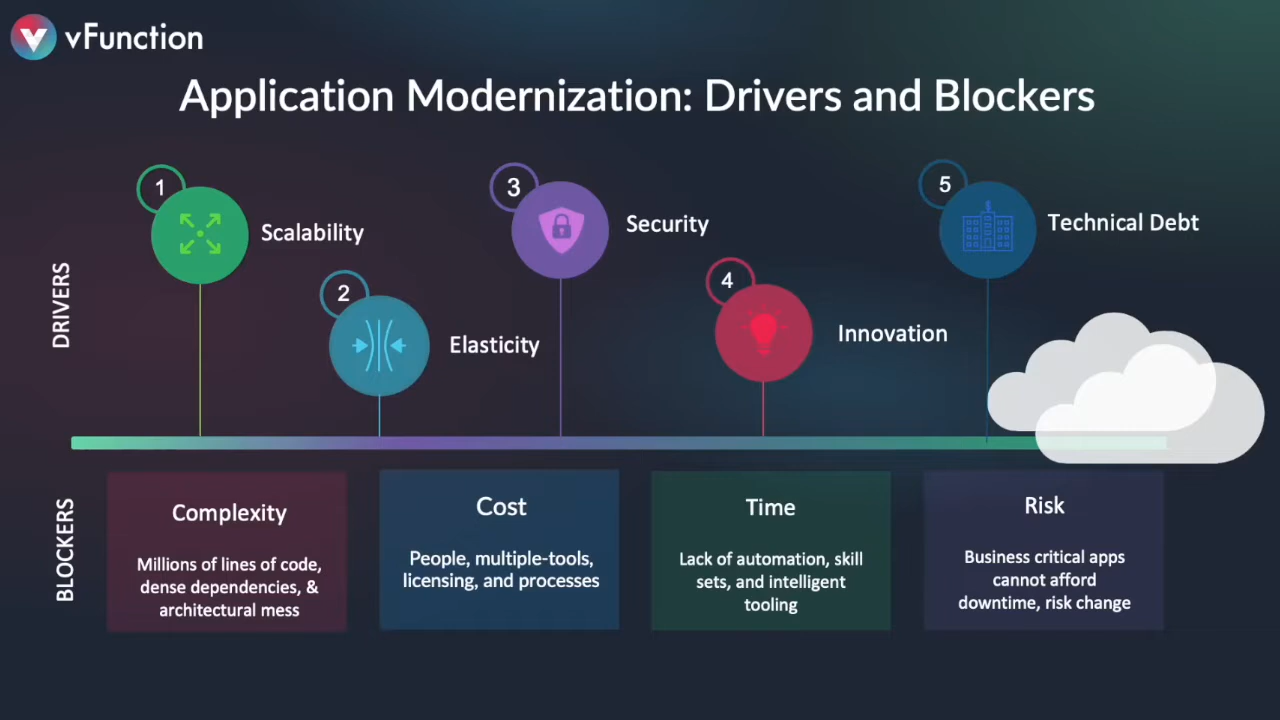 vFunction
Application Modernization: Drivers and Blockers
DRIVERS
1
Scalability
2
Elasticity
3
Security
4
Innovation
5
Technical Debt
BLOCKERS
Complexity
Millions of lines of code,
dense dependencies, &
architectural mess
Cost
People, multiple-tools,
licensing, and processes
Time
Lack of automation, skill
sets, and intelligent
tooling
Risk
Business critical apps
cannot afford
downtime, risk change